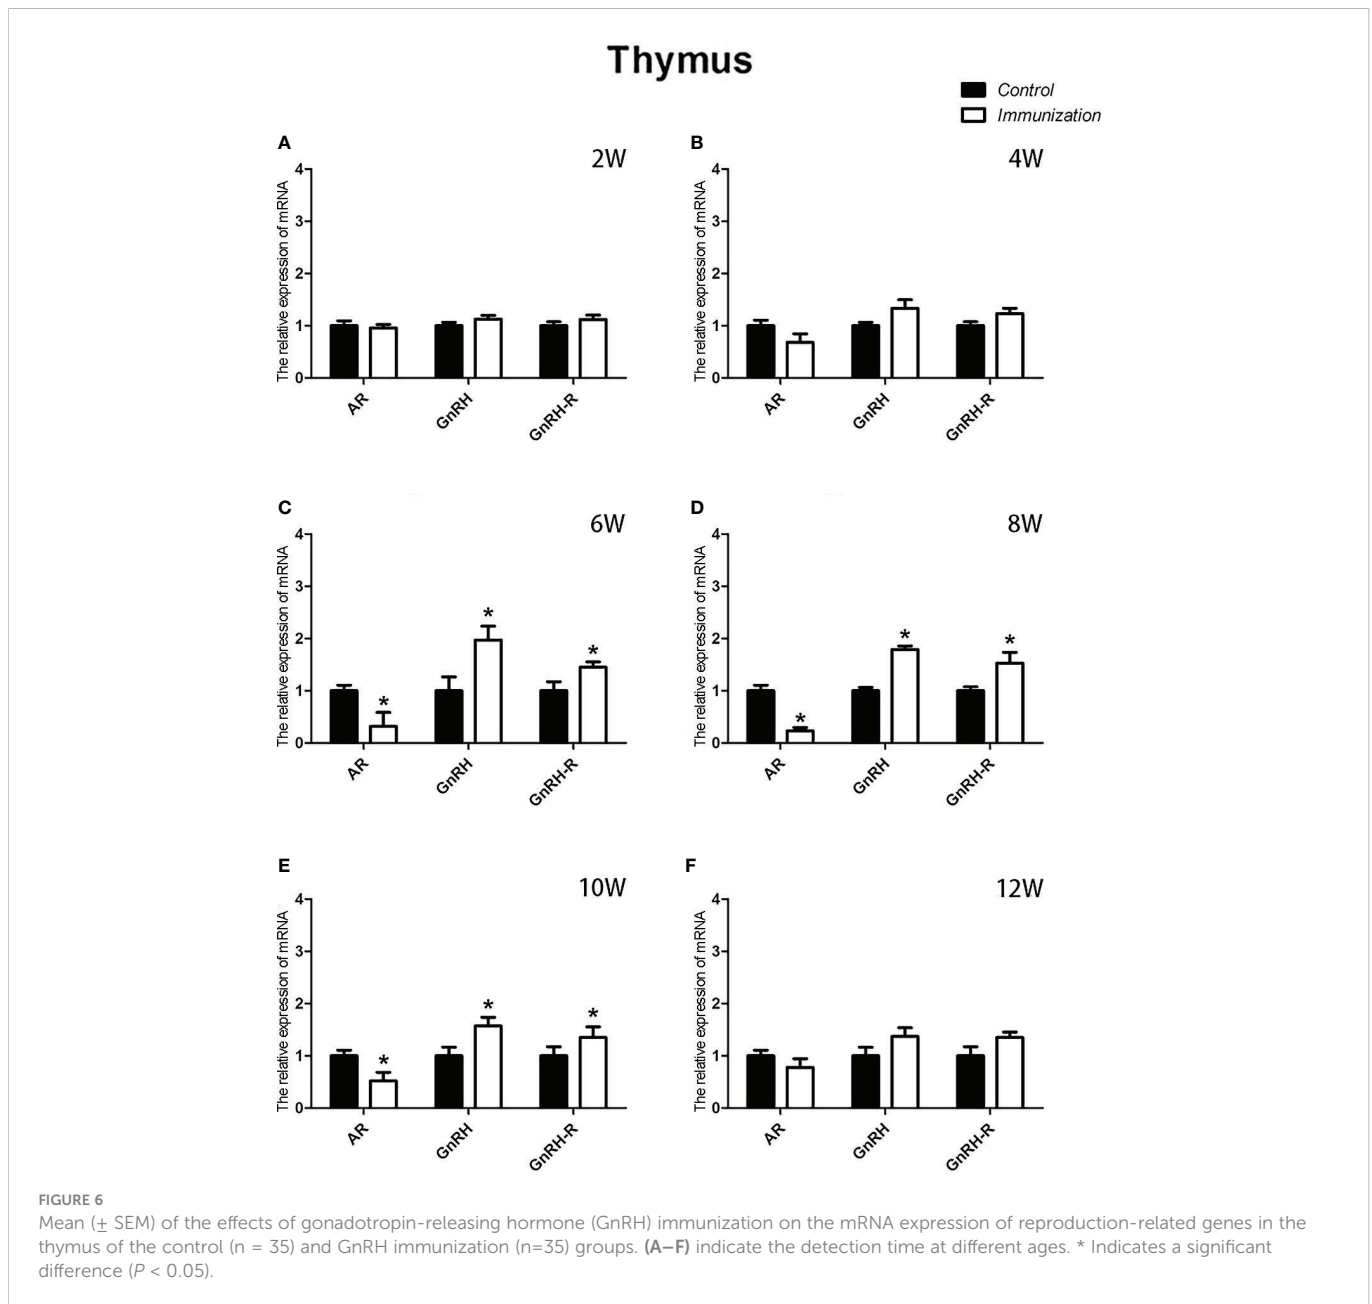 Thymus
Control
Immunization
A
2W
The relative expression of mRNA
4
3
2
1
0
AR
GnRH
GnRH-R
B
4W
The relative expression of mRNA
4
3
2
1
0
AR
GnRH
GnRH-R
C
6W
The relative expression of mRNA
4
3
2
1
0
*
*
*
AR
GnRH
GnRH-R
D
8W
The relative expression of mRNA
4
3
2
1
0
*
*
*
AR
GnRH
GnRH-R
E
10W
The relative expression of mRNA
4
3
2
1
0
*
*
*
AR
GnRH
GnRH-R
F
12W
The relative expression of mRNA
4
3
2
1
0
AR
GnRH
GnRH-R
FIGURE 6
Mean (± SEM) of the effects of gonadotropin-releasing hormone (GnRH) immunization on the mRNA expression of reproduction-related genes in the
thymus of the control (n = 35) and GnRH immunization (n=35) groups. (A–F) indicate the detection time at different ages. * Indicates a significant
difference (P < 0.05).